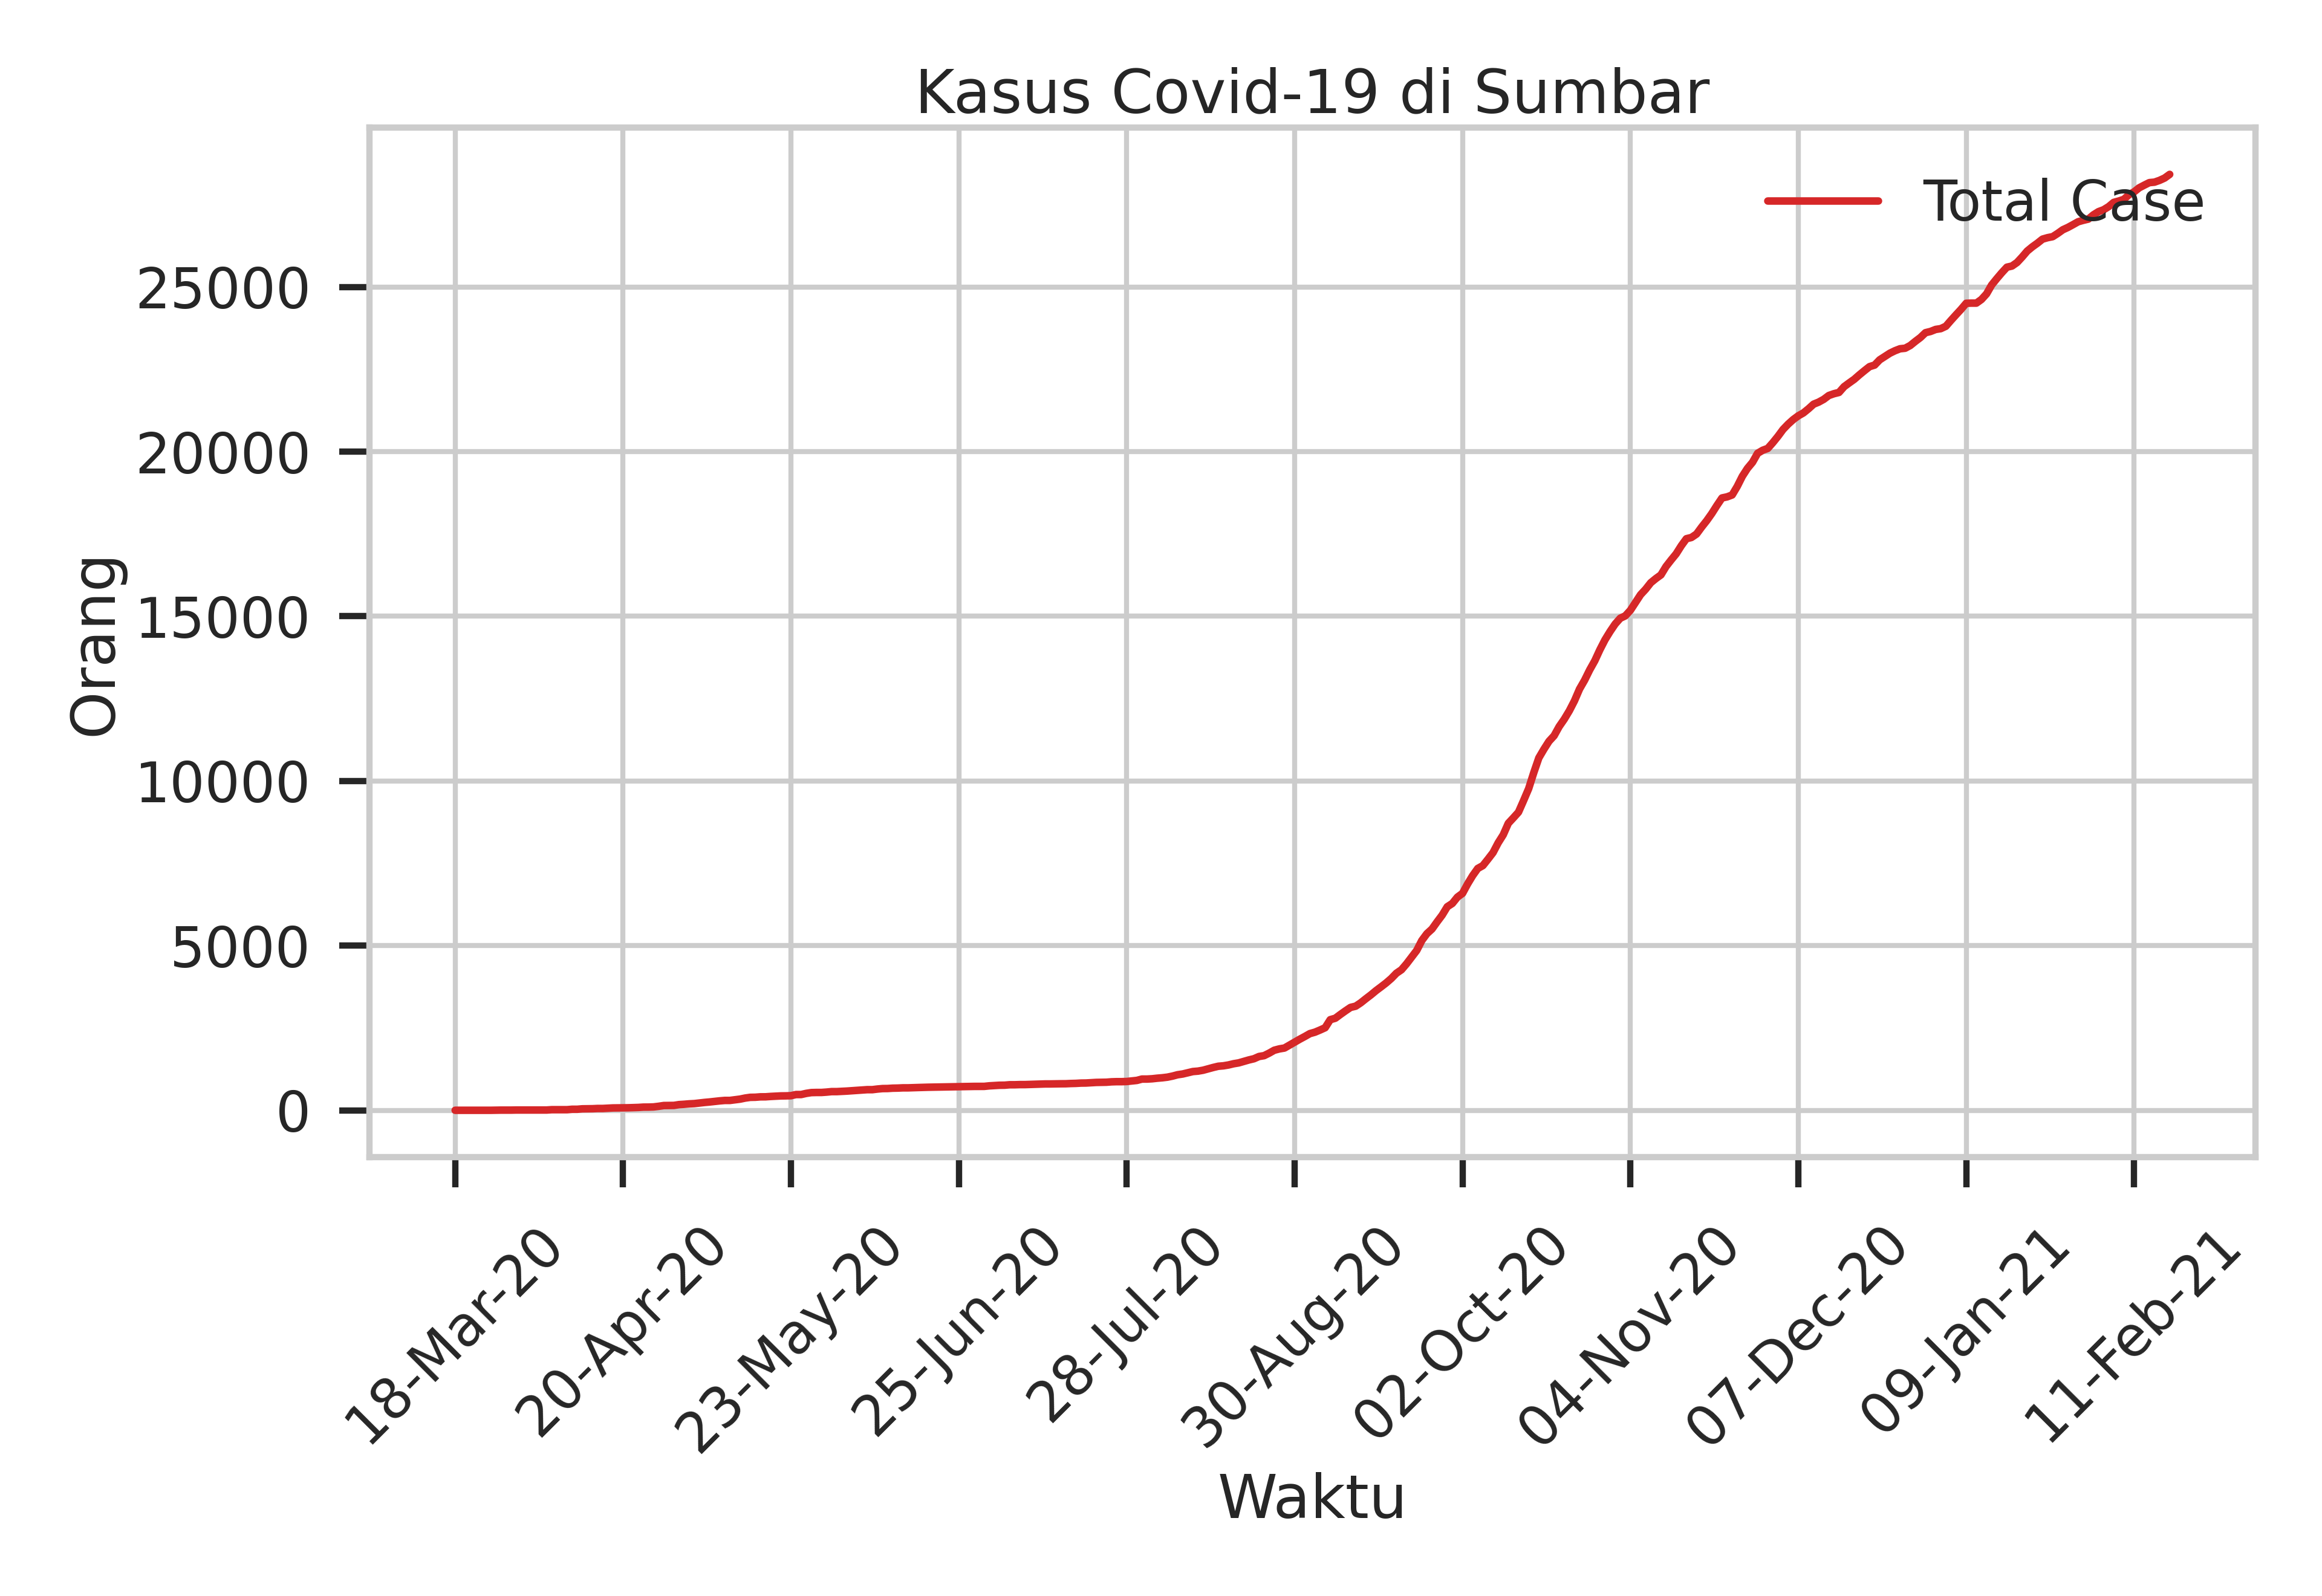 Kasus Covid-19 di Sumbar
Total Case
Orang
25000
20000
15000
10000
5000
0
18-Mar-20
20-Apr-20
23-May-20
25-Jun-20
28-Jul-20
30-Aug-20
02-Oct-20
04-Nov-20
07-Dec-20
09-Jan-21
11-Feb-21
Waktu